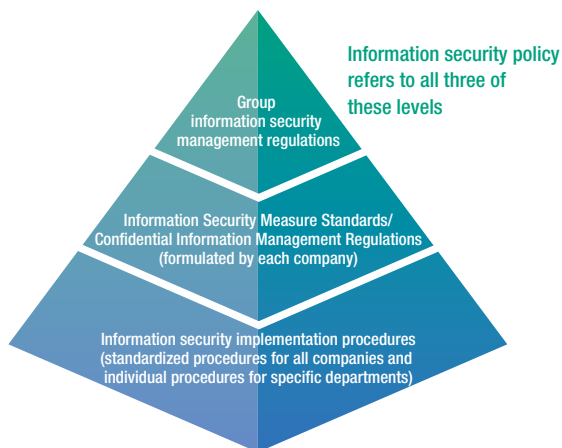 Information security policy
refers to all three of
these levels
Group
information security
management regulations
Information Security Measure Standards/
Confidential Information Management Regulations
(formulated by each company)
Information security implementation procedures
(standardized procedures for all companies and
individual procedures for specific departments)